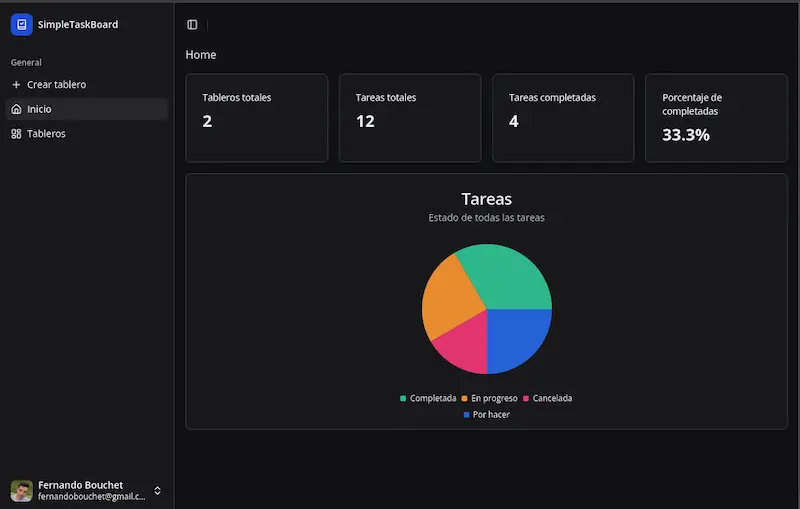 SimpleTaskBoard
General
Crear tablero
Inicio
Tableros
Home
Tableros totales
2
Tareas totales
12
Tareas completadas
4
Porcentaje de
completadas
33.3%
Tareas
Estado de todas las tareas
Completada En progreso Cancelada
Por hacer
Fernando Bouchet
fernandobouchet@gmail.c...